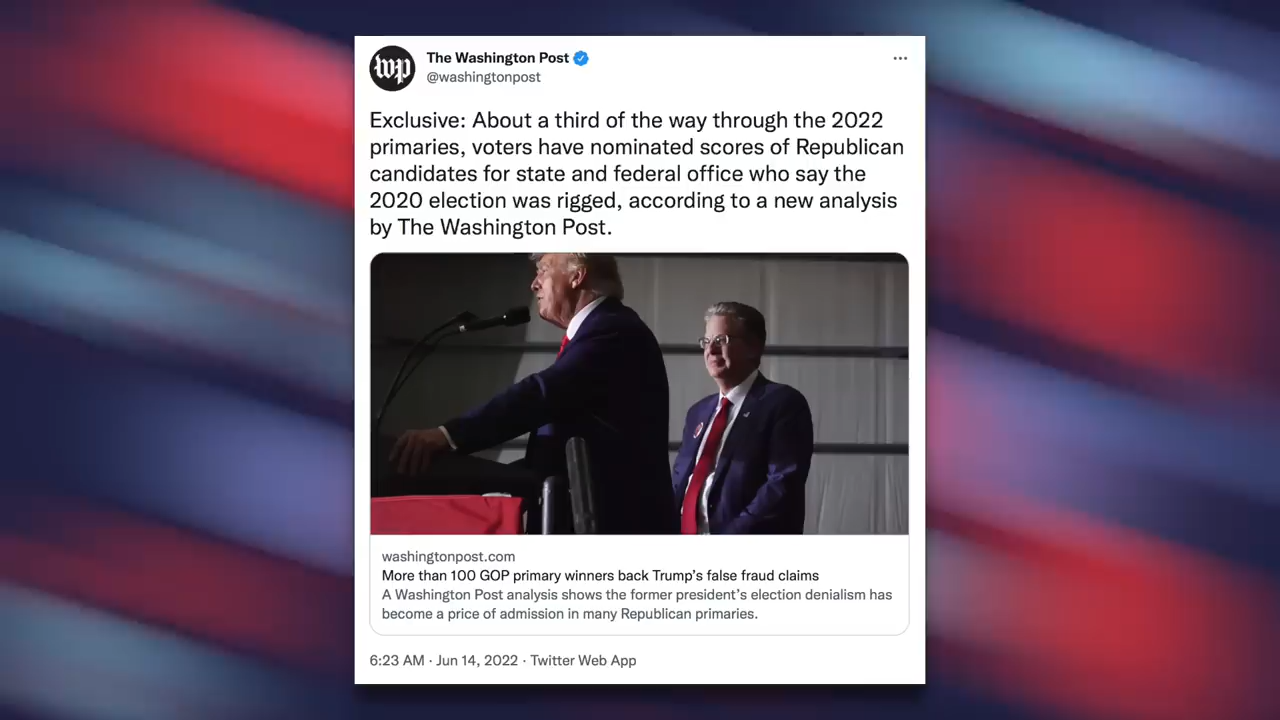 wp
The Washington Post
@washingtonpost
Exclusive: About a third of the way through the 2022
primaries, voters have nominated scores of Republican
candidates for state and federal office who say the
2020 election was rigged, according to a new analysis
by The Washington Post.
washingtonpost.com
More than 100 GOP primary winners back Trump’s false fraud claims
A Washington Post analysis shows the former president’s election denialism has
become a price of admission in many Republican primaries.
6:23 AM · Jun 14, 2022 · Twitter Web App